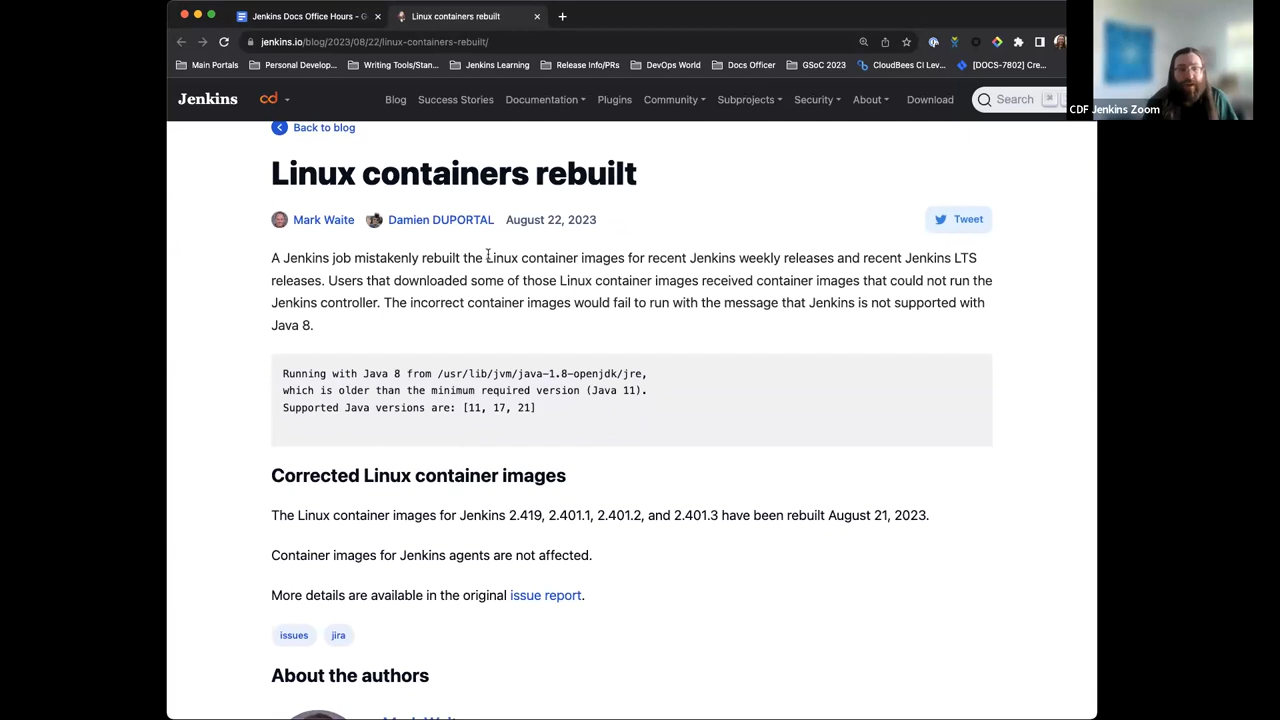 Jenkins Docs Office Hours - G
Linux containers rebuilt
jenkins.io/blog/2023/08/22/linux-containers-rebuilt/
Main Portals
Personal Develop...
Writing Tools/Stan...
Jenkins Learning
Release Info/PRs
DevOps World
Docs Officer
GSoC 2023
CloudBees CI Lev...
[DOCS-7802] Cre...
Jenkins
cd
Blog
Success Stories
Documentation
Plugins
Community
Subprojects
Security
About
Download
Search
CDF Jenkins Zoom
Back to blog
Linux containers rebuilt
Mark Waite
Damien DUPORTAL
August 22, 2023
Tweet
A Jenkins job mistakenly rebuilt the Linux container images for recent Jenkins weekly releases and recent Jenkins LTS
releases. Users that downloaded some of those Linux container images received container images that could not run the
Jenkins controller. The incorrect container images would fail to run with the message that Jenkins is not supported with
Java 8.
Running with Java 8 from /usr/lib/jvm/java-1.8-openjdk/jre,
which is older than the minimum required version (Java 11).
Supported Java versions are: [11, 17, 21]
Corrected Linux container images
The Linux container images for Jenkins 2.419, 2.401.1, 2.401.2, and 2.401.3 have been rebuilt August 21, 2023.
Container images for Jenkins agents are not affected.
More details are available in the original issue report.
issues
jira
About the authors